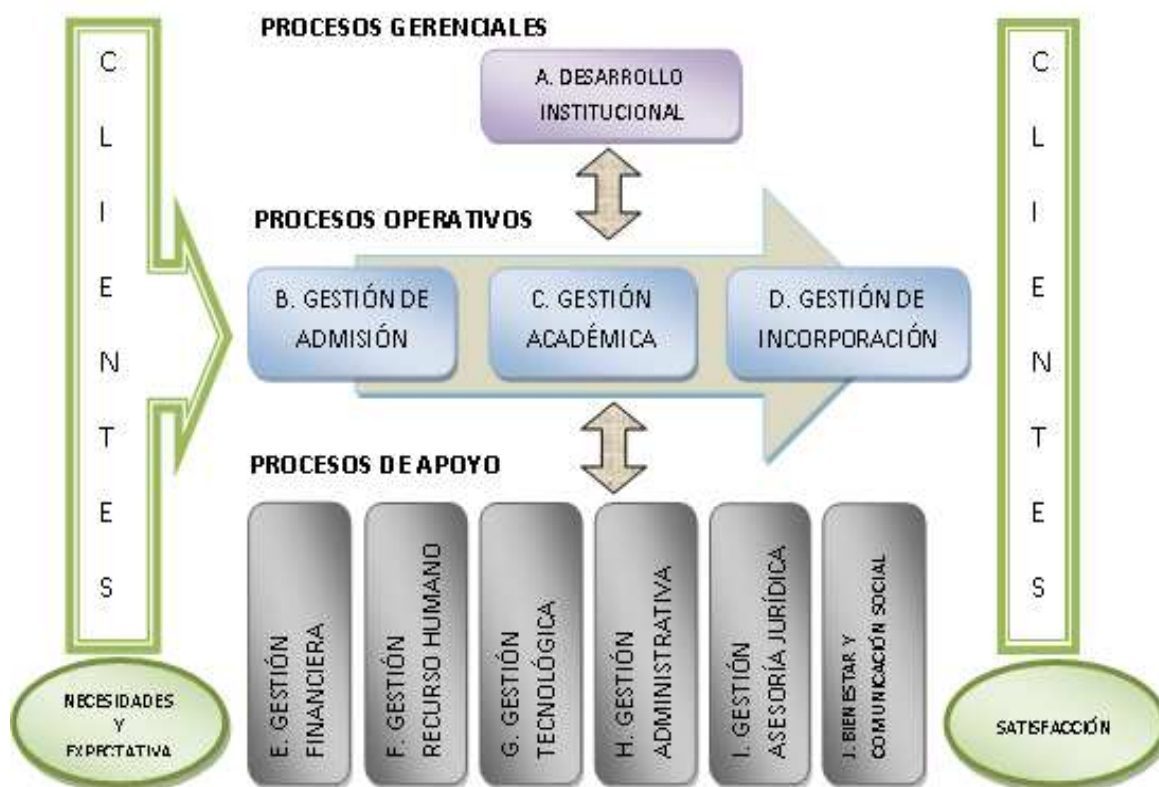 C
L
I
E
N
T
E
S
NECESIDADES
Y
EXPECTATIVA
PROCESOS GERENCIALES
A. DESARROLLO
INSTITUCIONAL
PROCESOS OPERATIVOS
B. GESTIÓN DE
ADMISIÓN
C. GESTIÓN
ACADÉMICA
D. GESTIÓN DE
INCORPORACIÓN
PROCESOS DE APOYO
E. GESTIÓN
FINANCIERA
F. GESTIÓN
RECURSO HUMANO
G. GESTIÓN
TECNOLÓGICA
H. GESTIÓN
ADMINISTRATIVA
I. GESTIÓN
ASESORÍA JURÍDICA
J. BIENESTAR Y
COMUNICACIÓN SOCIAL
C
L
I
E
N
T
E
S
SATISFACCIÓN